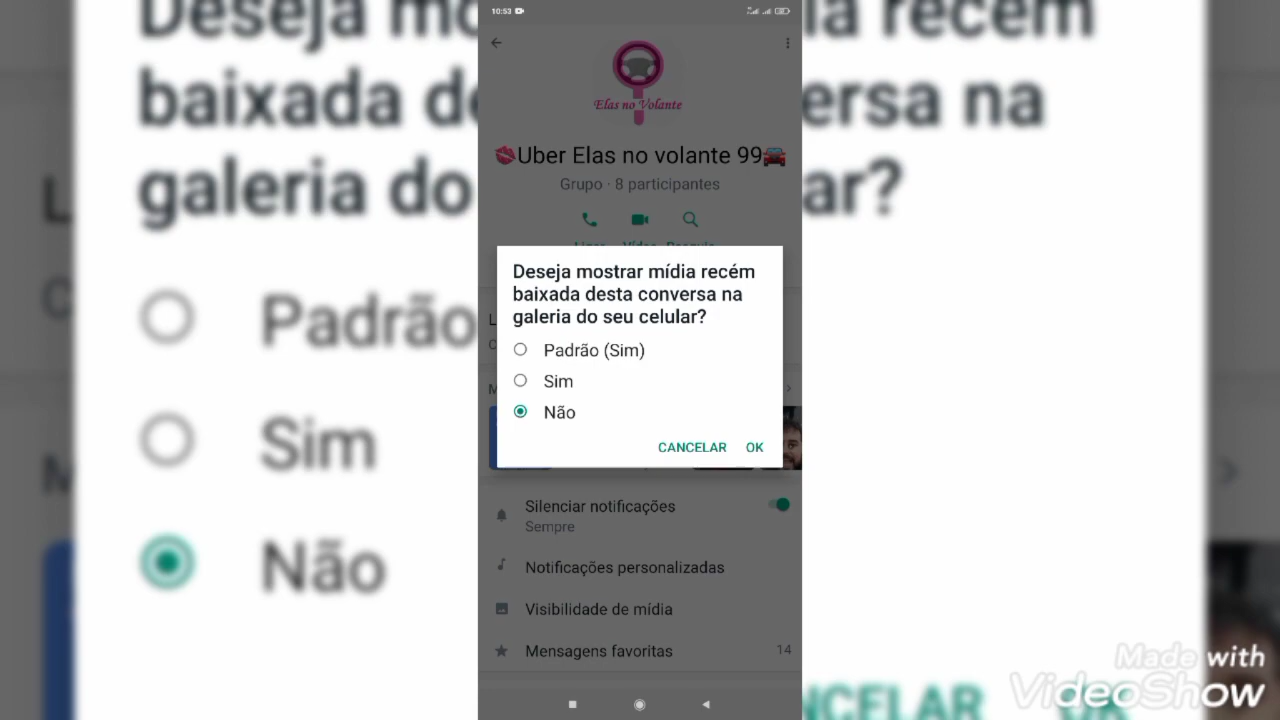 10:53
Elas no Volante
💋Uber Elas no volante 99🚘
Grupo · 8 participantes
Deseja mostrar mídia recém
baixada desta conversa na
galeria do seu celular?
Padrão (Sim)
Sim
Não
CANCELAR OK
Silenciar notificações
Sempre
Notificações personalizadas
Visibilidade de mídia
Mensagens favoritas 14
Made with
VideoShow